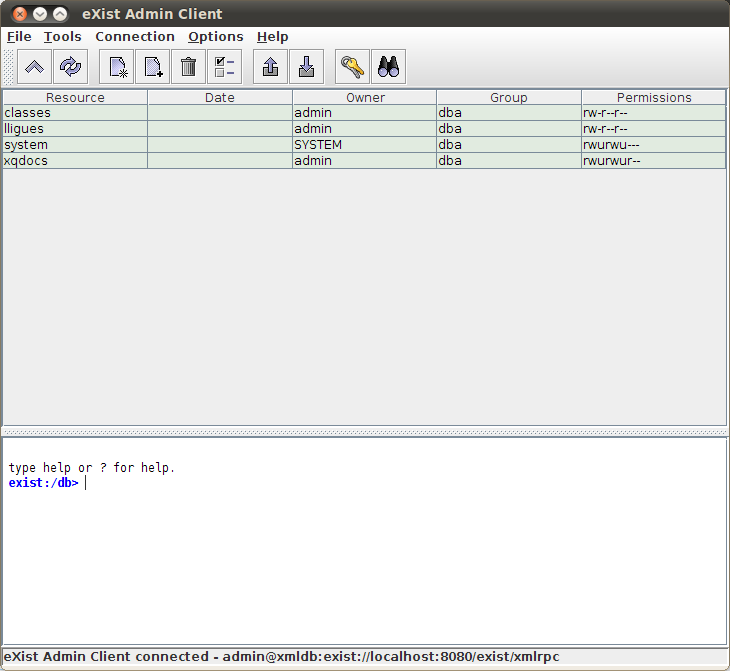 eXist Admin Client
File Tools Connection Options Help
Resource Date Owner Group Permissions
classes admin dba rw-r--r--
lligues admin dba rw-r--r--
system SYSTEM dba rwurwu---
xqdocs admin dba rwurwur--
type help or ? for help.
exist:/db>
eXist Admin Client connected - admin@xmldb:exist://localhost:8080/exist/xmlrpc